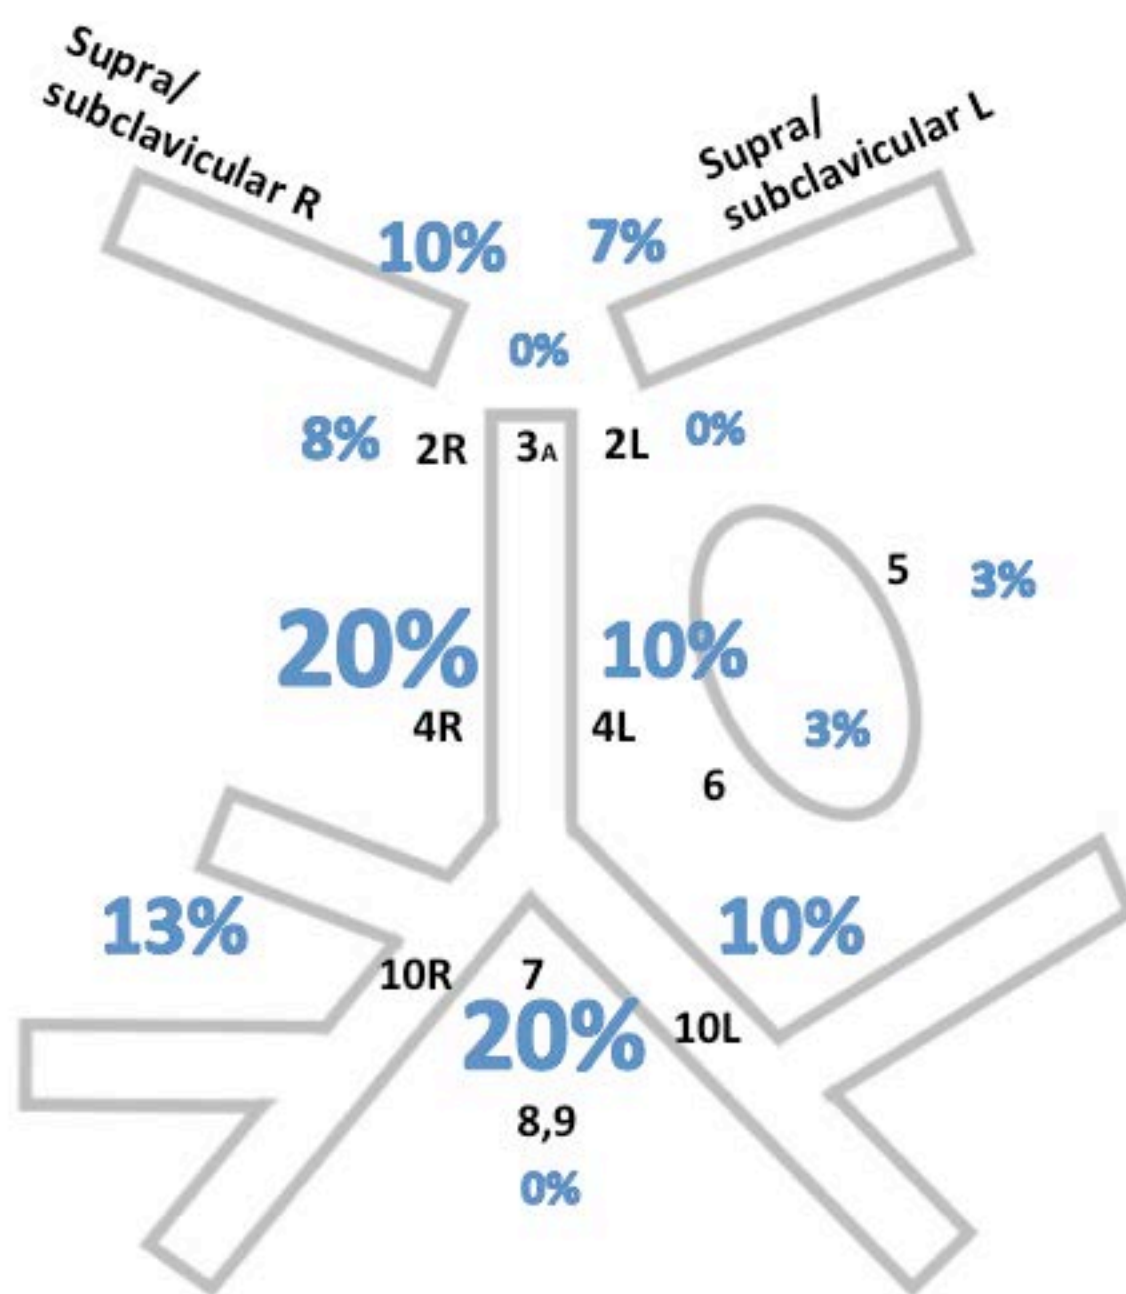 Supra/
subclavicular R
Supra/
subclavicular L
10%
7%
0%
8%
2R
3A
2L
0%
5
3%
20%
10%
4R
4L
3%
6
13%
10%
10R
7
20%
10L
8,9
0%